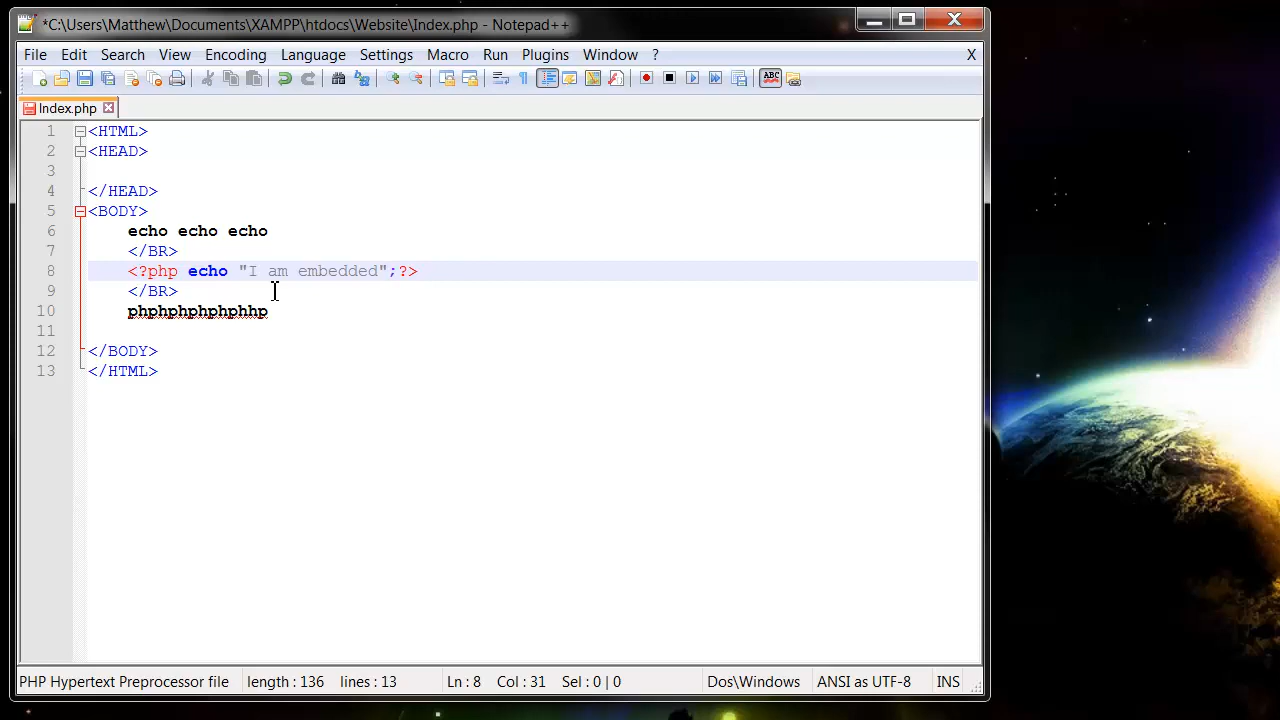 *C:\Users\Matthew\Documents\XAMPP\htdocs\Website\Index.php - Notepad++
File Edit Search View Encoding Language Settings Macro Run Plugins Window ? X
ABC
Index.php
1 <HTML>
2 <HEAD>
3
4 </HEAD>
5 <BODY>
6 echo echo echo
7 </BR>
8 <?php echo "I am embedded";?>
9 </BR>
10 phphphphphphhp
11
12 </BODY>
13 </HTML>
PHP Hypertext Preprocessor file length : 136 lines : 13 Ln : 8 Col : 31 Sel : 0 | 0 Dos\Windows ANSI as UTF-8 INS